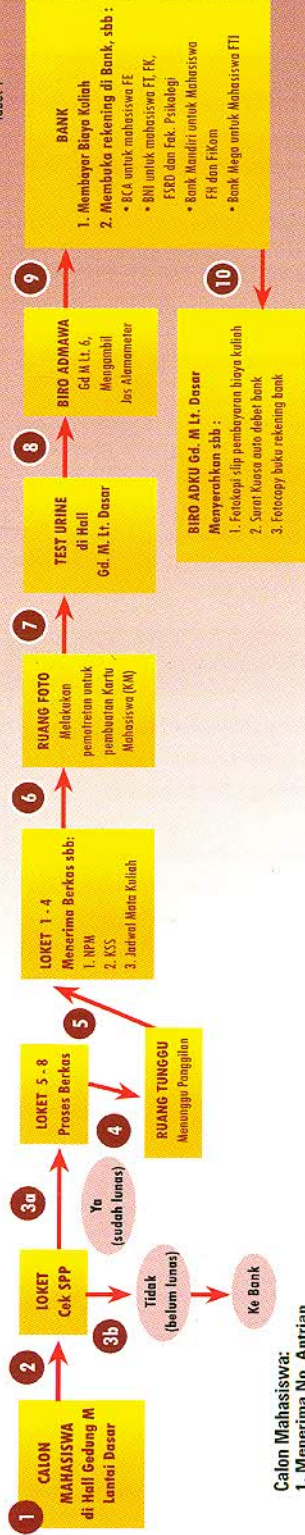 1
CALON
MAHASISWA
di Hall Gedung M
Lantai Dasar
2
LOKET
Cek SPP
3a
Ya
(sudah lunas)
3b
Tidak
(belum lunas)
Ke Bank
LOKET 5 - 8
Proses Berkas
4
RUANG TUNGGU
Menunggu Panggilan
5
LOKET 1 - 4
Menerima Berkas sbb:
1. NPM
2. KSS
3. Jadwal Mata Kuliah
6
RUANG FOTO
Melakukan
pemotretan untuk
pembuatan Kartu
Mahasiswa (KM)
7
TEST URINE
di Hall
Gd. M. Lt. Dasar
8
BIRO ADMAWA
Gd M Lt. 6,
Mengambil
Jas Alamameter
9
BANK
1. Membayar Biaya Kuliah
2. Membuka rekening di Bank, sbb :
• BCA untuk mahasiswa FE
• BNI untuk mahasiswa FT, FK,
FSRD dan Fak. Psikologi
• Bank Mandiri untuk Mahasiswa
FH dan FiKom
• Bank Mega untuk Mahasiswa FTI
10
BIRO ADKU Gd. M Lt. Dasar
Menyerahkan sbb :
1. Fotokopi slip pembayaran biaya kuliah
2. Surat Kuasa auto debet bank
3. Fotocopy buku rekening bank
Calon Mahasiswa:
1. Menerima No. Antrian